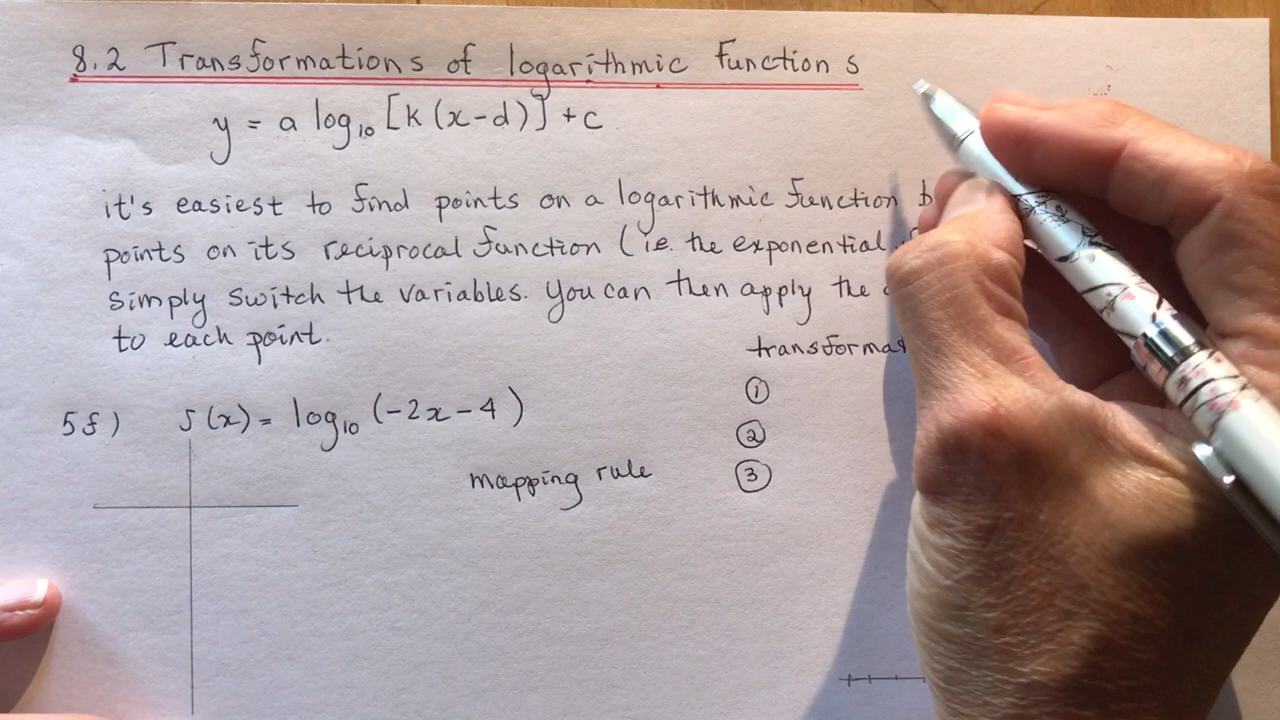 8.2 Transformations of logarithmic Functions
y = a log₁₀ [k(x-d)] + c
it's easiest to find points on a logarithmic function
points on its reciprocal function (ie. the exponential
simply switch the variables. You can then apply the
to each point.
5f) f(x) = log₁₀ (-2x-4)
mapping rule
①
②
③